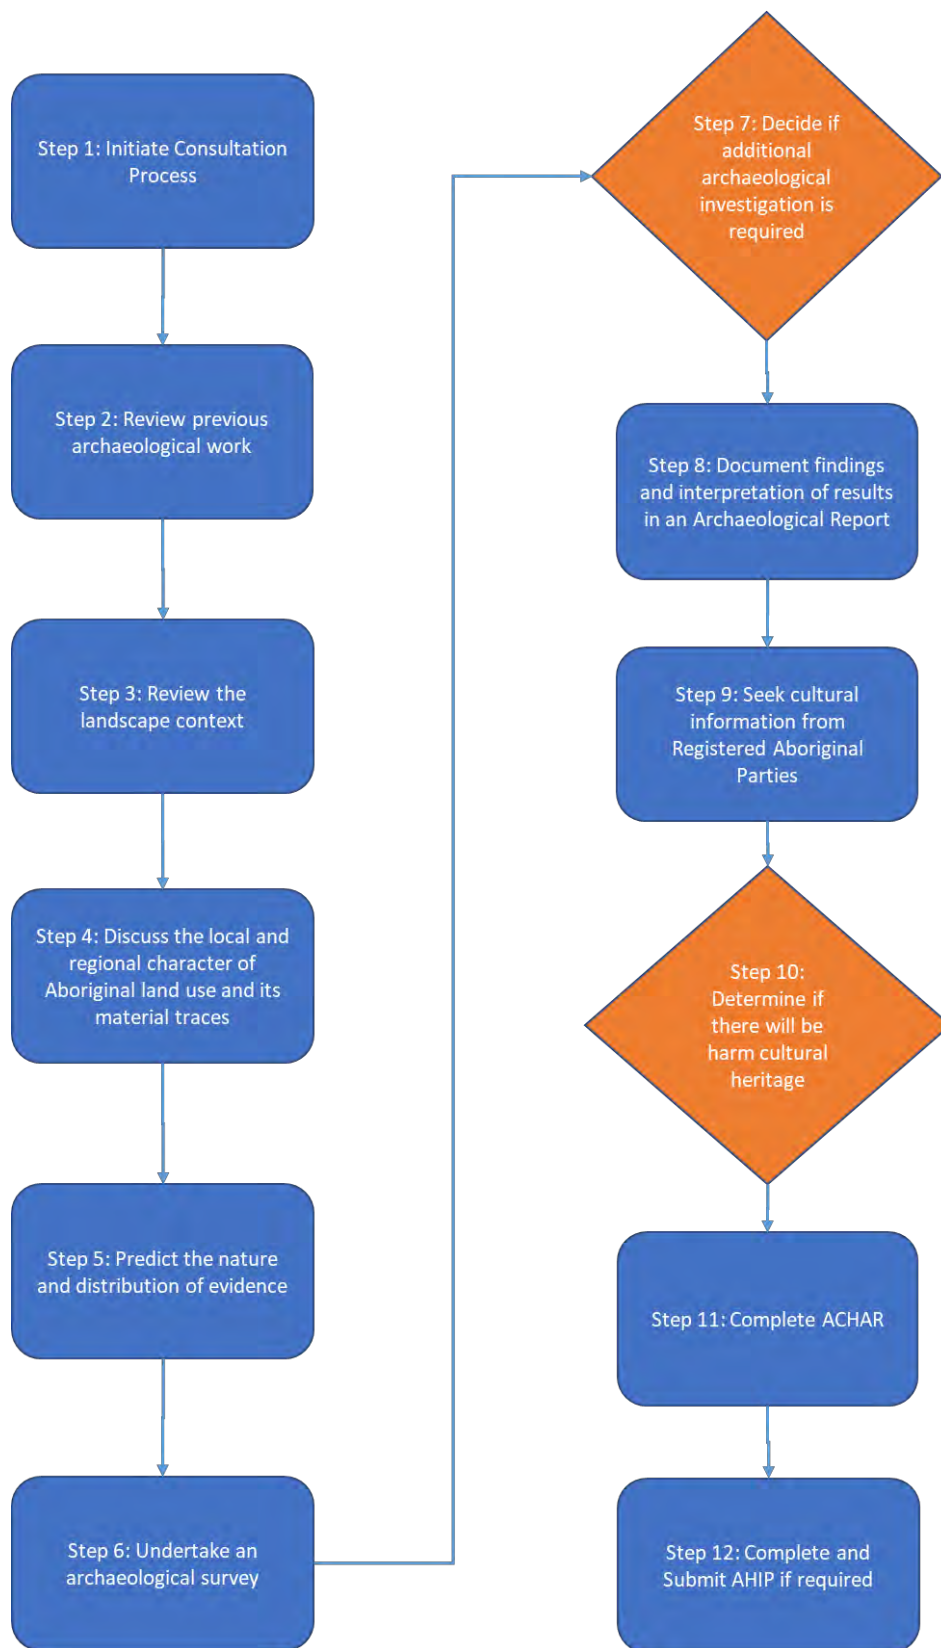 Step 1: Initiate Consultation
Process
Step 2: Review previous
archaeological work
Step 3: Review the
landscape context
Step 4: Discuss the local and
regional character of
Aboriginal land use and its
material traces
Step 5: Predict the nature
and distribution of evidence
Step 6: Undertake an
archaeological survey
Step 7: Decide if
additional
archaeological
investigation is
required
Step 8: Document findings
and interpretation of results
in an Archaeological Report
Step 9: Seek cultural
information from
Registered Aboriginal
Parties
Step 10:
Determine if
there will be
harm cultural
heritage
Step 11: Complete ACHAR
Step 12: Complete and
Submit AHIP if required